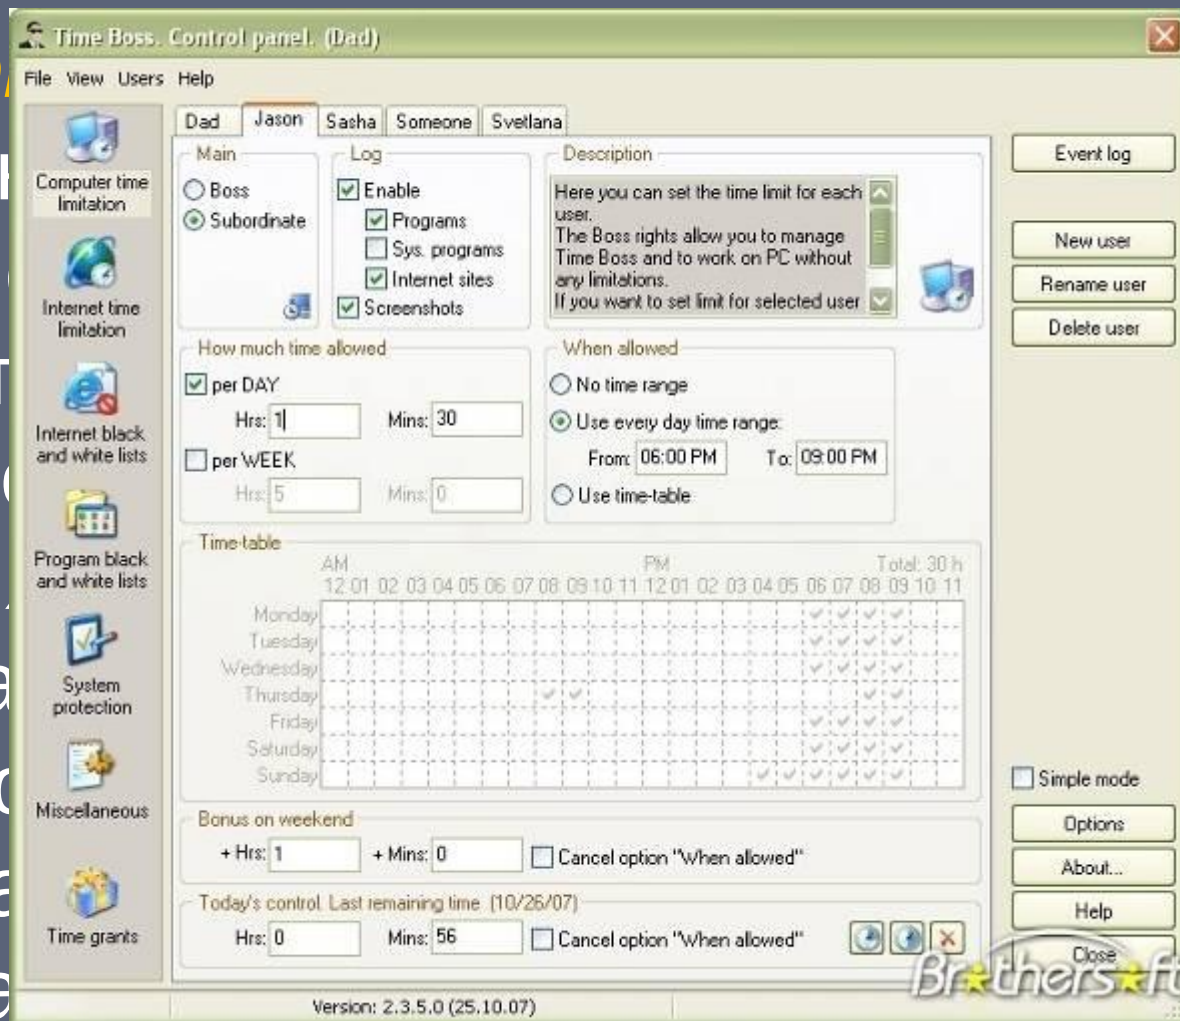 Time Boss. Control panel. (Dad)
File View Users Help
Computer time limitation
Internet time limitation
Internet black and white lists
Program black and white lists
System protection
Miscellaneous
Time grants
Dad Jason Sasha Someone Svetlana
Main
Boss
Subordinate
Log
Enable
Programs
Sys. programs
Internet sites
Screenshots
Description
Here you can set the time limit for each
user.
The Boss rights allow you to manage
Time Boss and to work on PC without
any limitations.
If you want to set limit for selected user
How much time allowed
per DAY
Hrs: 1 Mins: 30
per WEEK
Hrs: 5 Mins: 0
When allowed
No time range
Use every day time range:
From: 06:00 PM To: 09:00 PM
Use time-table
Time-table
AM PM Total: 30 h
12 01 02 03 04 05 06 07 08 09 10 11 12 01 02 03 04 05 06 07 08 09 10 11
Monday
Tuesday
Wednesday
Thursday
Friday
Saturday
Sunday
Bonus on weekend
+ Hrs: 1 + Mins: 0 Cancel option "When allowed"
Today's control. Last remaining time. (10/26/07)
Hrs: 0 Mins: 56 Cancel option "When allowed"
Event log
New user
Rename user
Delete user
Simple mode
Options
About...
Help
Close
Version: 2.3.5.0 (25.10.07)
Brothersoft